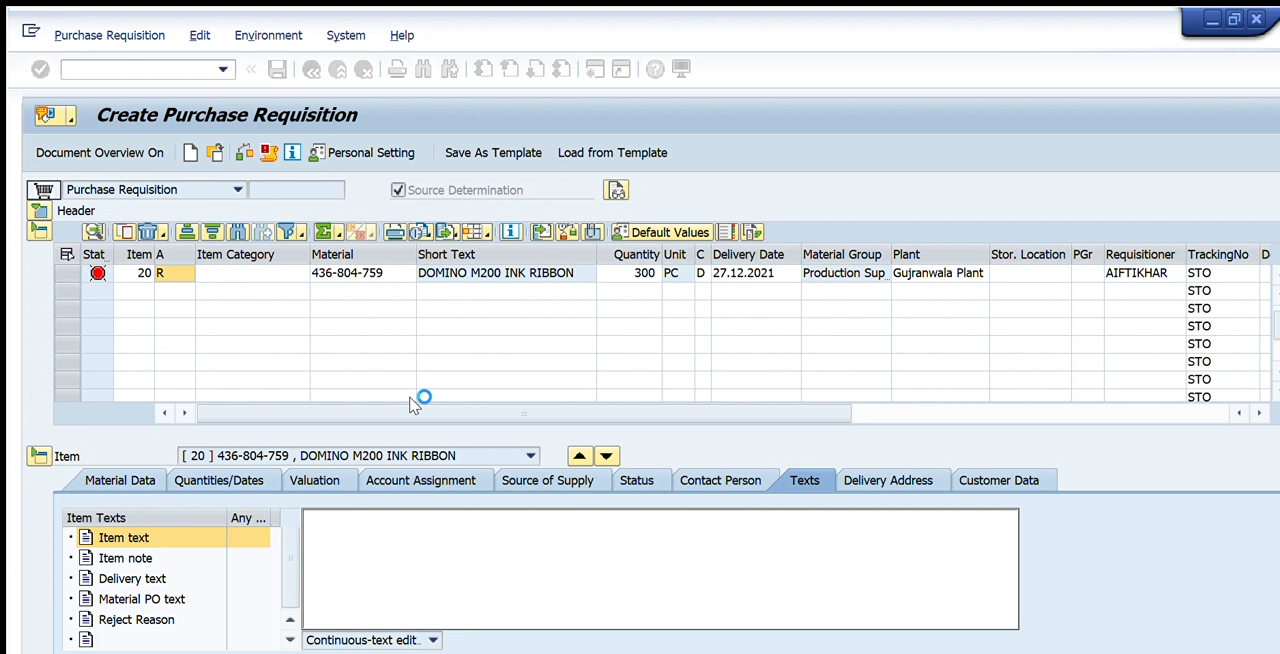 Purchase Requisition Edit Environment System Help
Create Purchase Requisition
Document Overview On Personal Setting Save As Template Load from Template
Purchase Requisition Source Determination
Header
Default Values
Stat Item A Item Category Material Short Text Quantity Unit C Delivery Date Material Group Plant Stor. Location PGr Requisitioner TrackingNo D
20 R 436-804-759 DOMINO M200 INK RIBBON 300 PC D 27.12.2021 Production Sup.. Gujranwala Plant AIFTIKHAR STO
STO
STO
STO
STO
STO
STO
STO
Item [ 20 ] 436-804-759 , DOMINO M200 INK RIBBON
Material Data Quantities/Dates Valuation Account Assignment Source of Supply Status Contact Person Texts Delivery Address Customer Data
Item Texts Any ...
Item text
Item note
Delivery text
Material PO text
Reject Reason
Continuous-text edit..